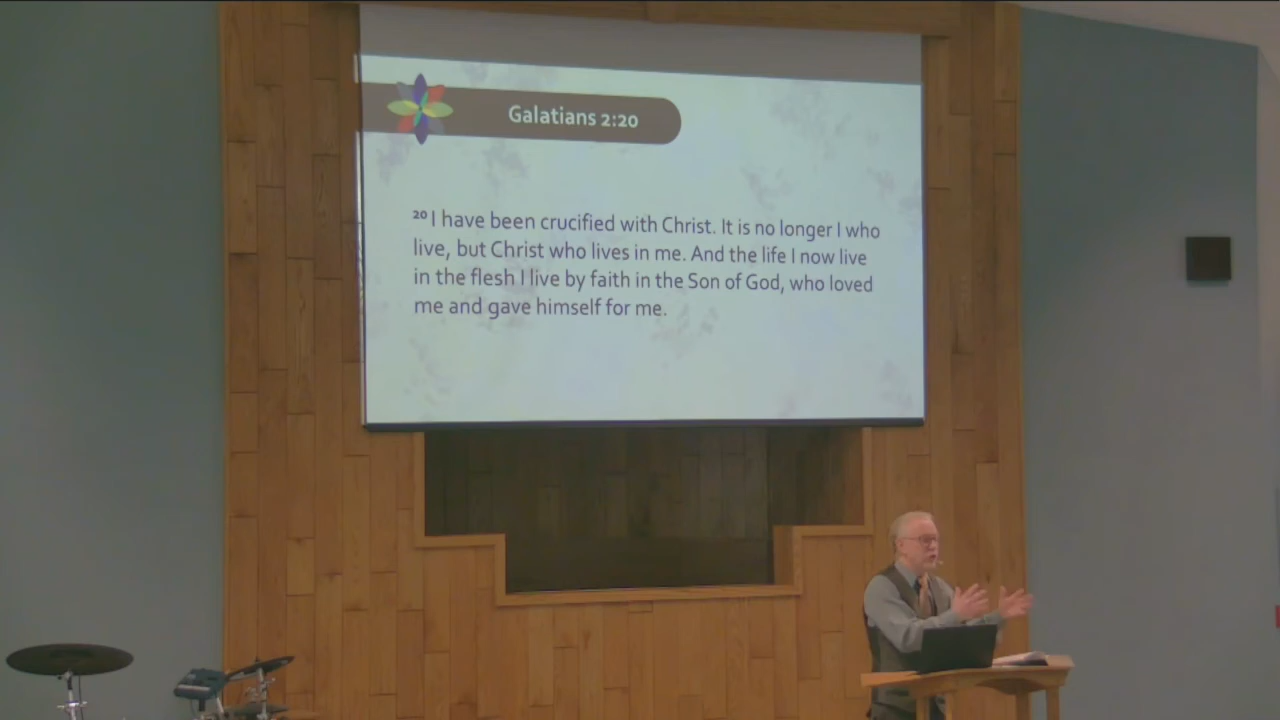 Galatians 2:20
20 I have been crucified with Christ. It is no longer I who
live, but Christ who lives in me. And the life I now live
in the flesh I live by faith in the Son of God, who loved
me and gave himself for me.